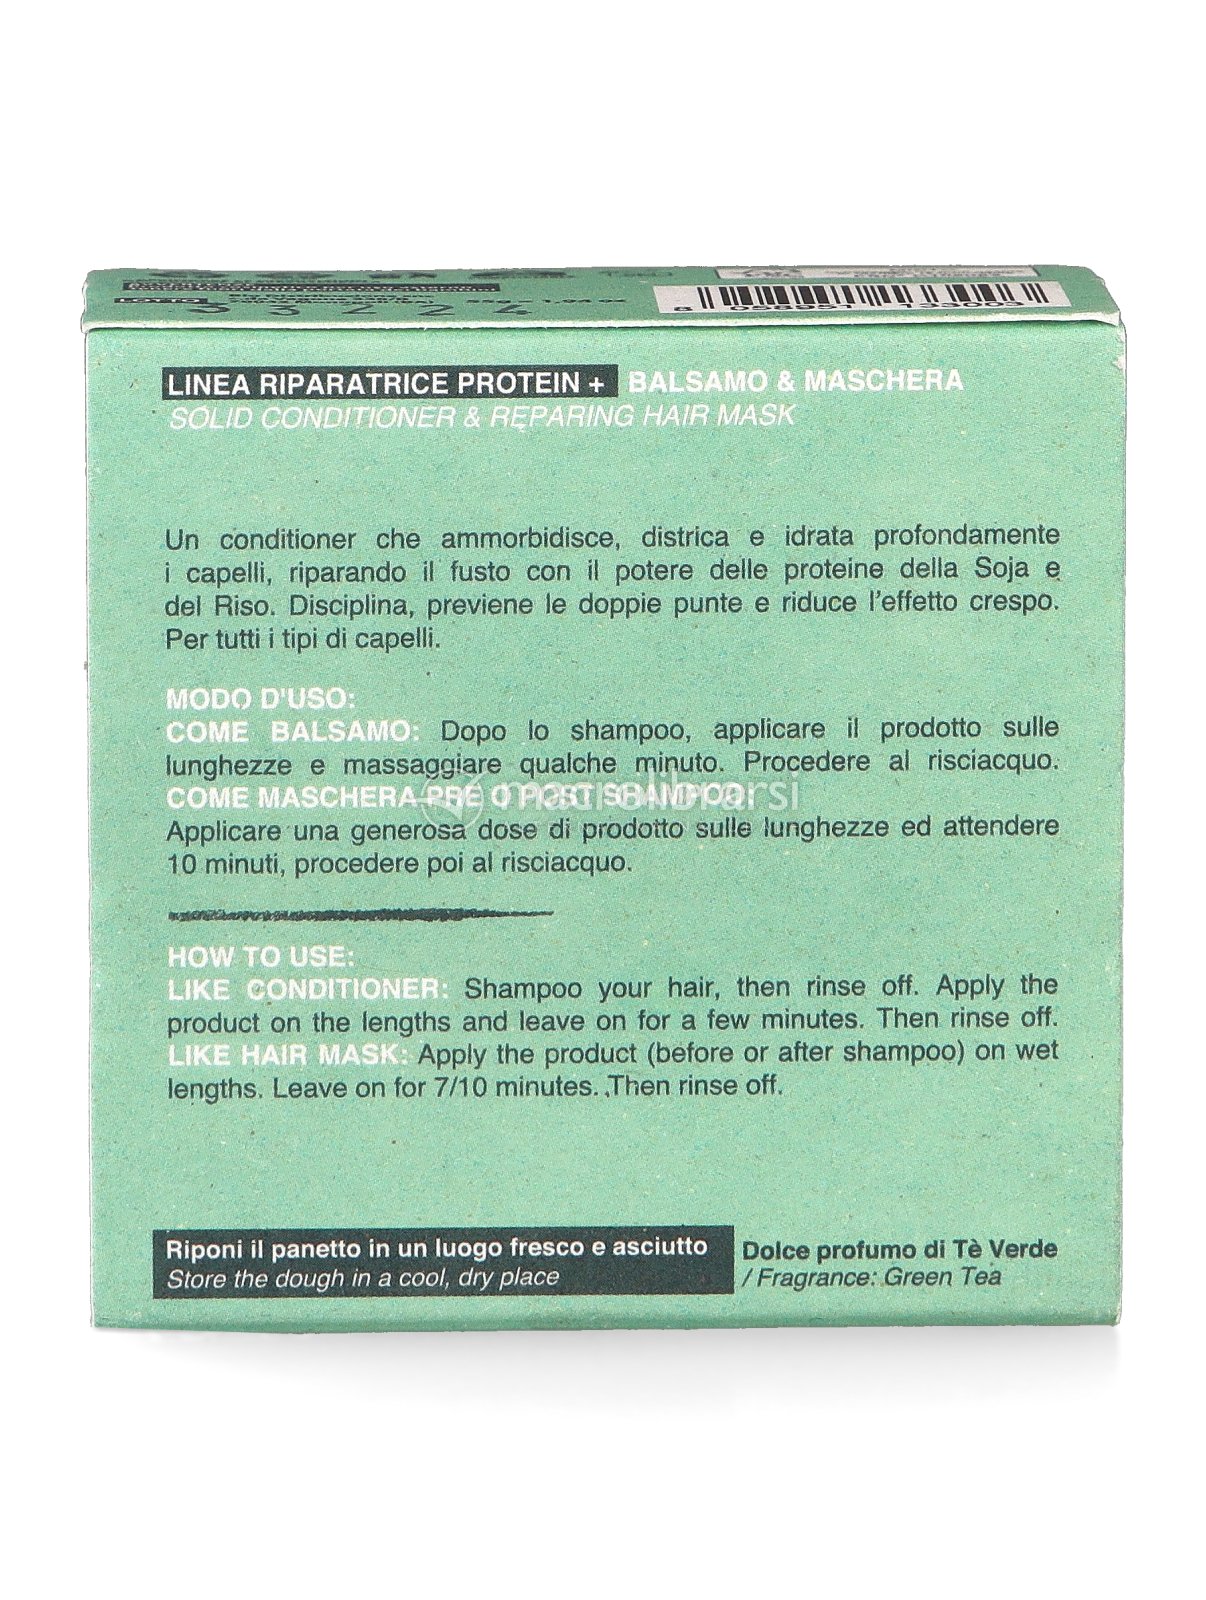 LINEA RIPARATRICE PROTEIN + BALSAMO & MASCHERA
SOLID CONDITIONER & REPARING HAIR MASK
Un conditioner che ammorbidisce, districa e idrata profondamente
i capelli, riparando il fusto con il potere delle proteine della Soja e
del Riso. Disciplina, previene le doppie punte e riduce l'effetto crespo.
Per tutti i tipi di capelli.
MODO D'USO:
COME BALSAMO: Dopo lo shampoo, applicare il prodotto sulle
lunghezze e massaggiare qualche minuto. Procedere al risciacquo.
COME MASCHERA PRE O POST SHAMPOO:
macrolibrarsi
Applicare una generosa dose di prodotto sulle lunghezze ed attendere
10 minuti, procedere poi al risciacquo.
HOW TO USE:
LIKE CONDITIONER: Shampoo your hair, then rinse off. Apply the
product on the lengths and leave on for a few minutes. Then rinse off.
LIKE HAIR MASK: Apply the product (before or after shampoo) on wet
lengths. Leave on for 7/10 minutes. Then rinse off.
Riponi il panetto in un luogo fresco e asciutto
Store the dough in a cool, dry place
Dolce profumo di Tè Verde
/ Fragrance: Green Tea